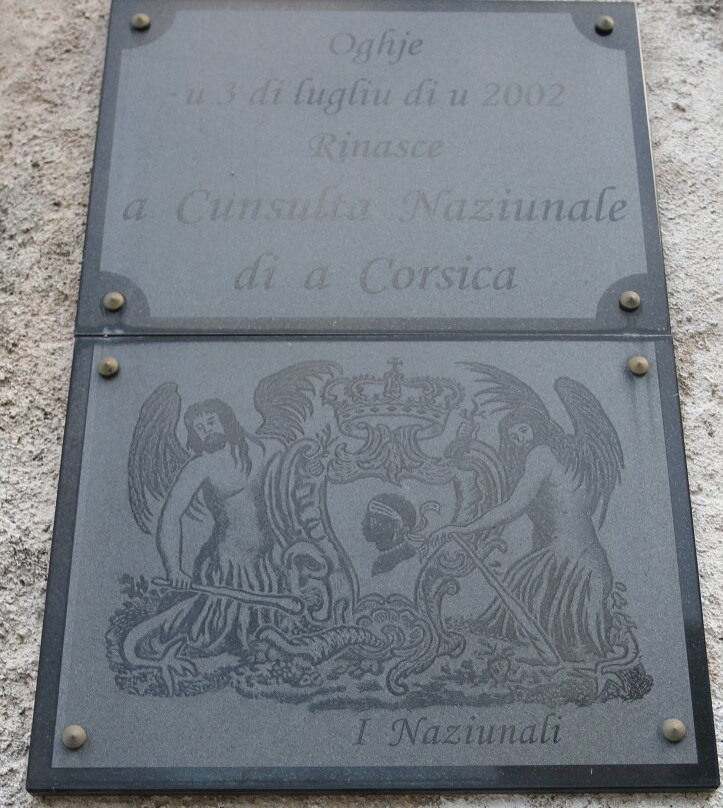 Oghje
u 3 di lugliu di u 2002
Rinasce
a Cunsulta Naziunale
di a Corsica
I Naziunali